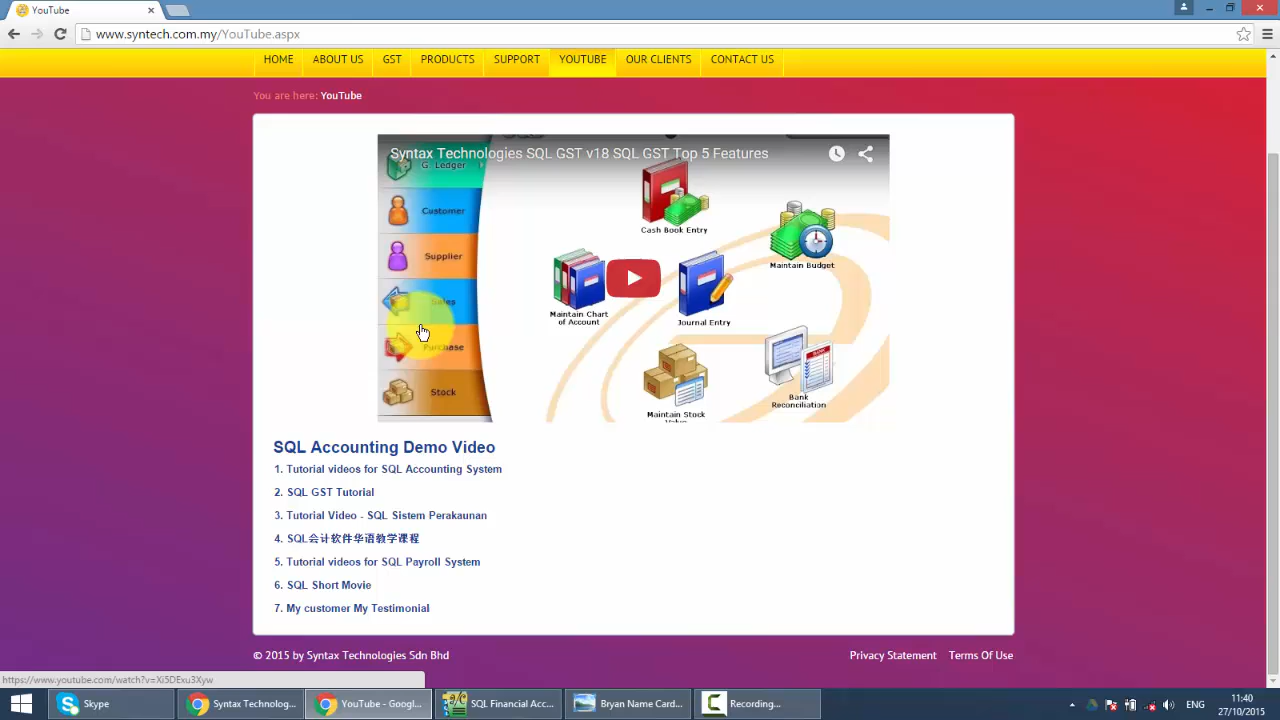 YouTube
www.syntech.com.my/YouTube.aspx
HOME ABOUT US GST PRODUCTS SUPPORT YOUTUBE OUR CLIENTS CONTACT US
You are here: YouTube
Syntax Technologies SQL GST v18 SQL GST Top 5 Features
G. Ledger
Customer
Supplier
Sales
Purchase
Stock
Cash Book Entry
Maintain Budget
Maintain Chart
of Account
Journal Entry
Bank
Reconciliation
Maintain Stock
Value
SQL Accounting Demo Video
1. Tutorial videos for SQL Accounting System
2. SQL GST Tutorial
3. Tutorial Video - SQL Sistem Perakaunan
4. SQL会计软件华语教学课程
5. Tutorial videos for SQL Payroll System
6. SQL Short Movie
7. My customer My Testimonial
© 2015 by Syntax Technologies Sdn Bhd
Privacy Statement Terms Of Use
https://www.youtube.com/watch?v=Xi5DExu3Xyw
Skype
Syntax Technolog...
YouTube - Googl...
SQL Financial Acc...
Bryan Name Card...
Recording...
ENG
11:40
27/10/2015